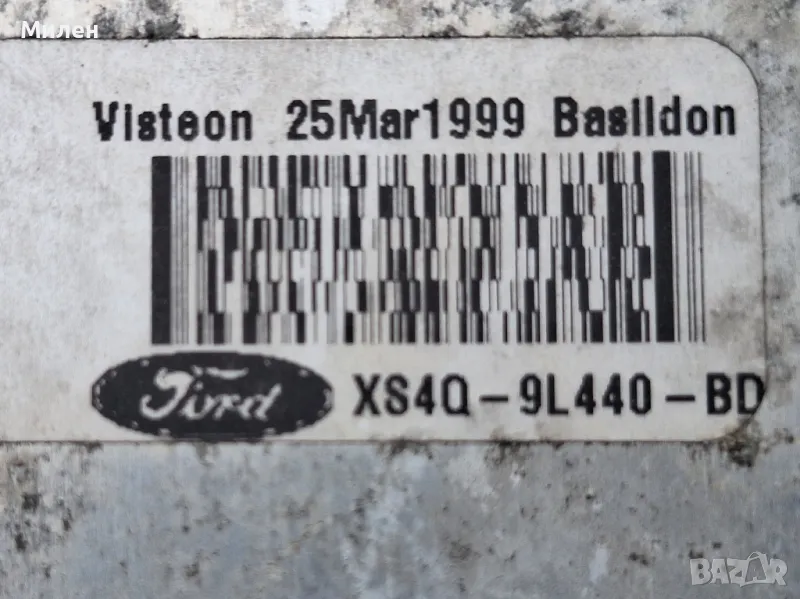 Милен
Visteon 25Mar1999 Basildon
Ford XS4Q-9L440-BD
BAZAR